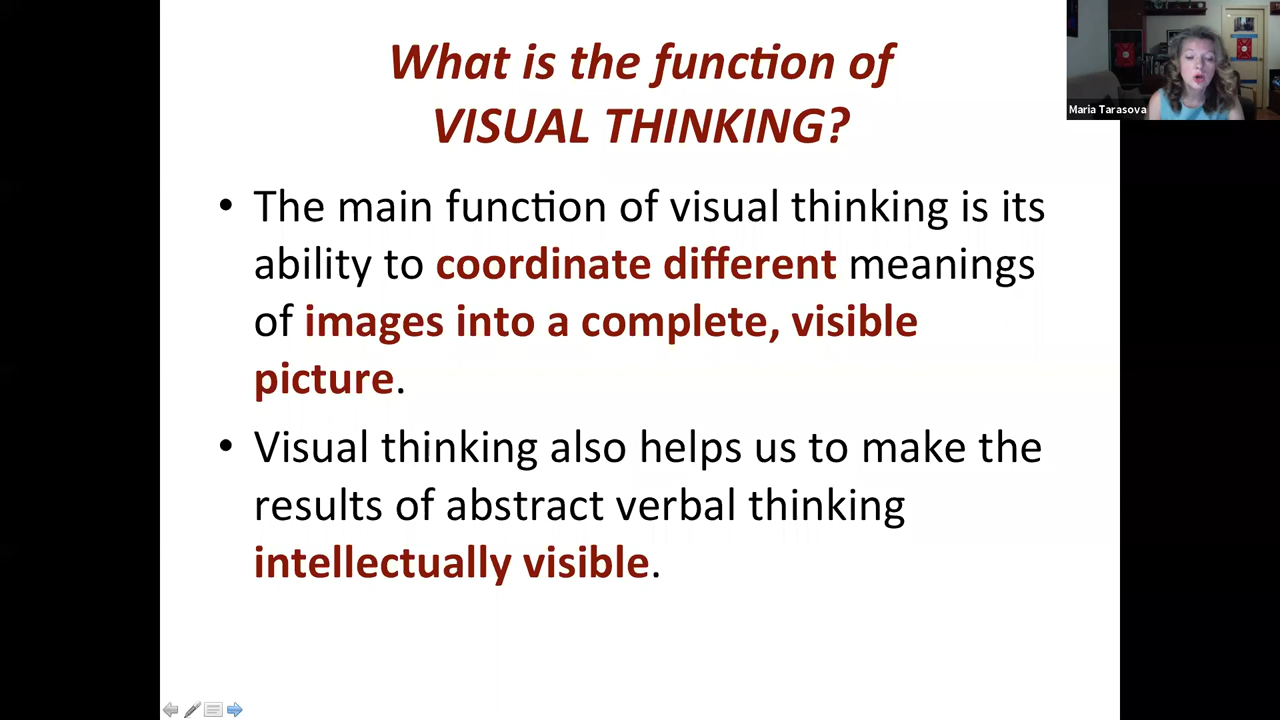 What is the function of
VISUAL THINKING?
• The main function of visual thinking is its
ability to coordinate different meanings
of images into a complete, visible
picture.
• Visual thinking also helps us to make the
results of abstract verbal thinking
intellectually visible.
Maria Tarasova